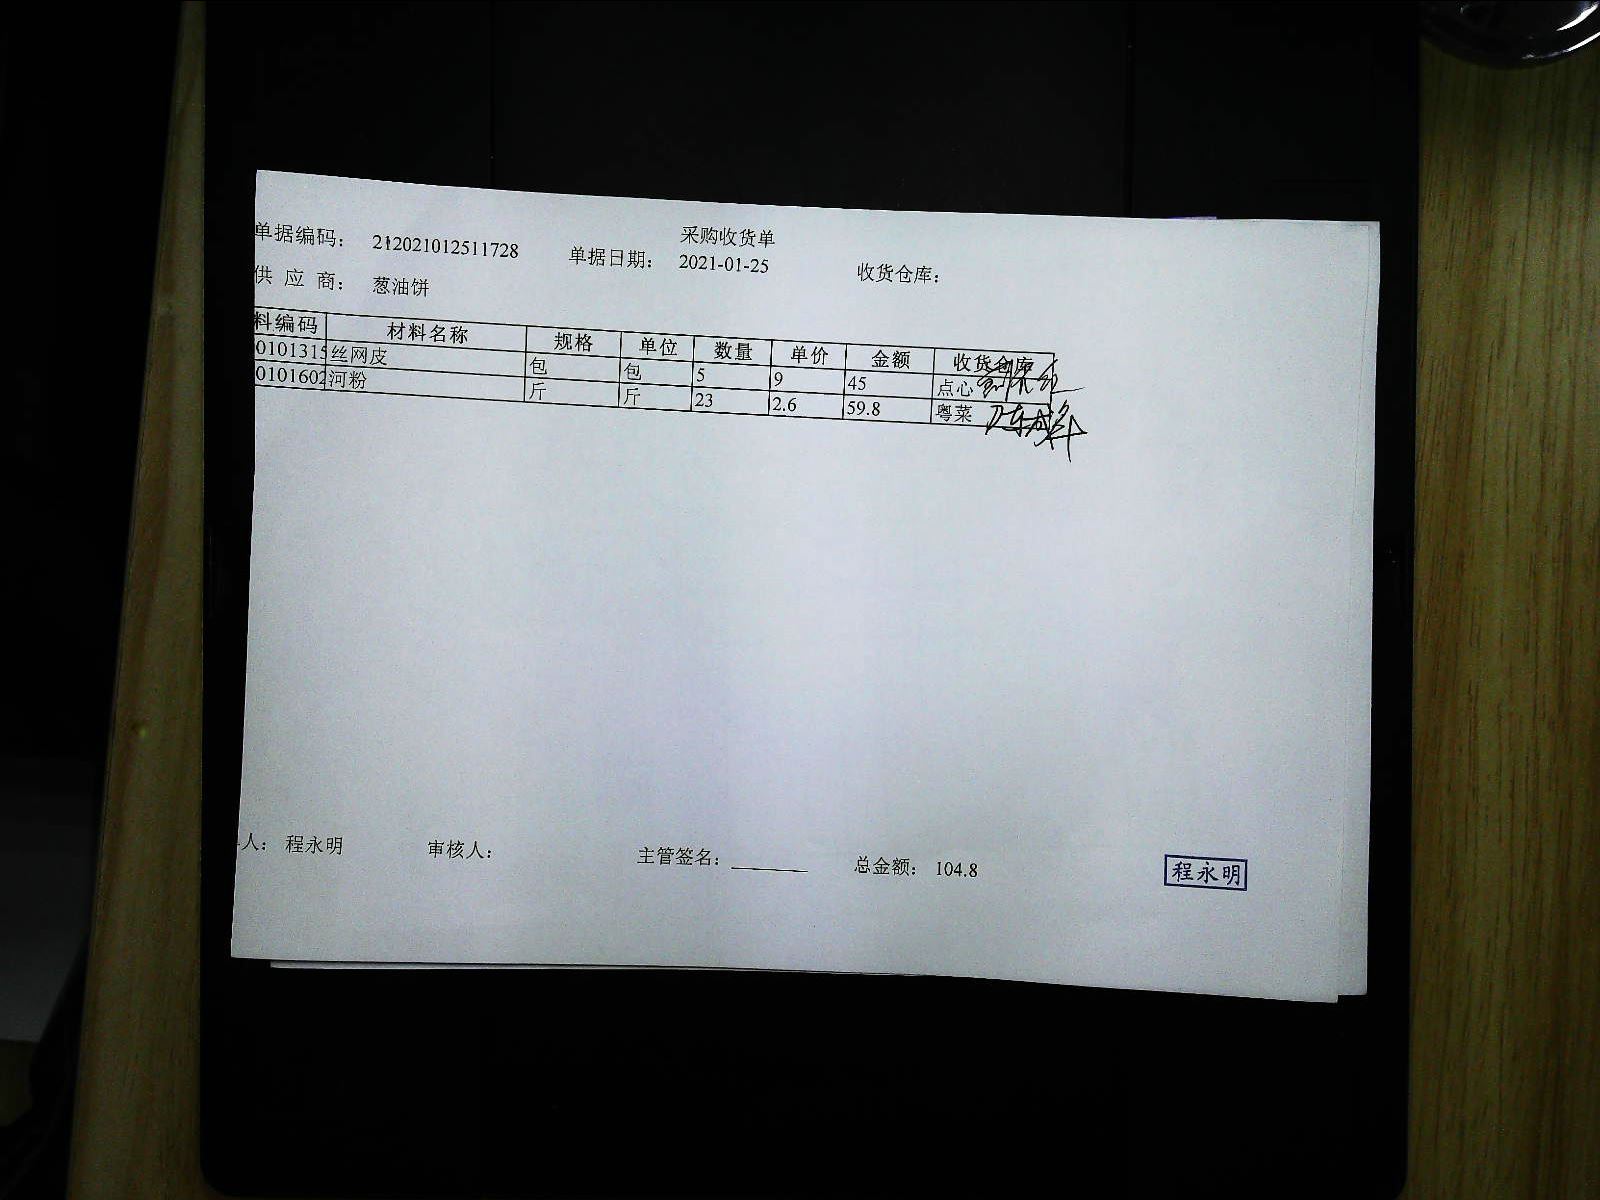 采购收货单
单据编码： 212021012511728 单据日期： 2021-01-25 收货仓库：
供 应 商： 葱油饼
料编码 材料名称 规格 单位 数量 单价 金额 收货仓库
0101315 丝网皮 包 包 5 9 45 点心
0101602 河粉 斤 斤 23 2.6 59.8 粤菜
人： 程永明 审核人： 主管签名： 总金额： 104.8
程永明